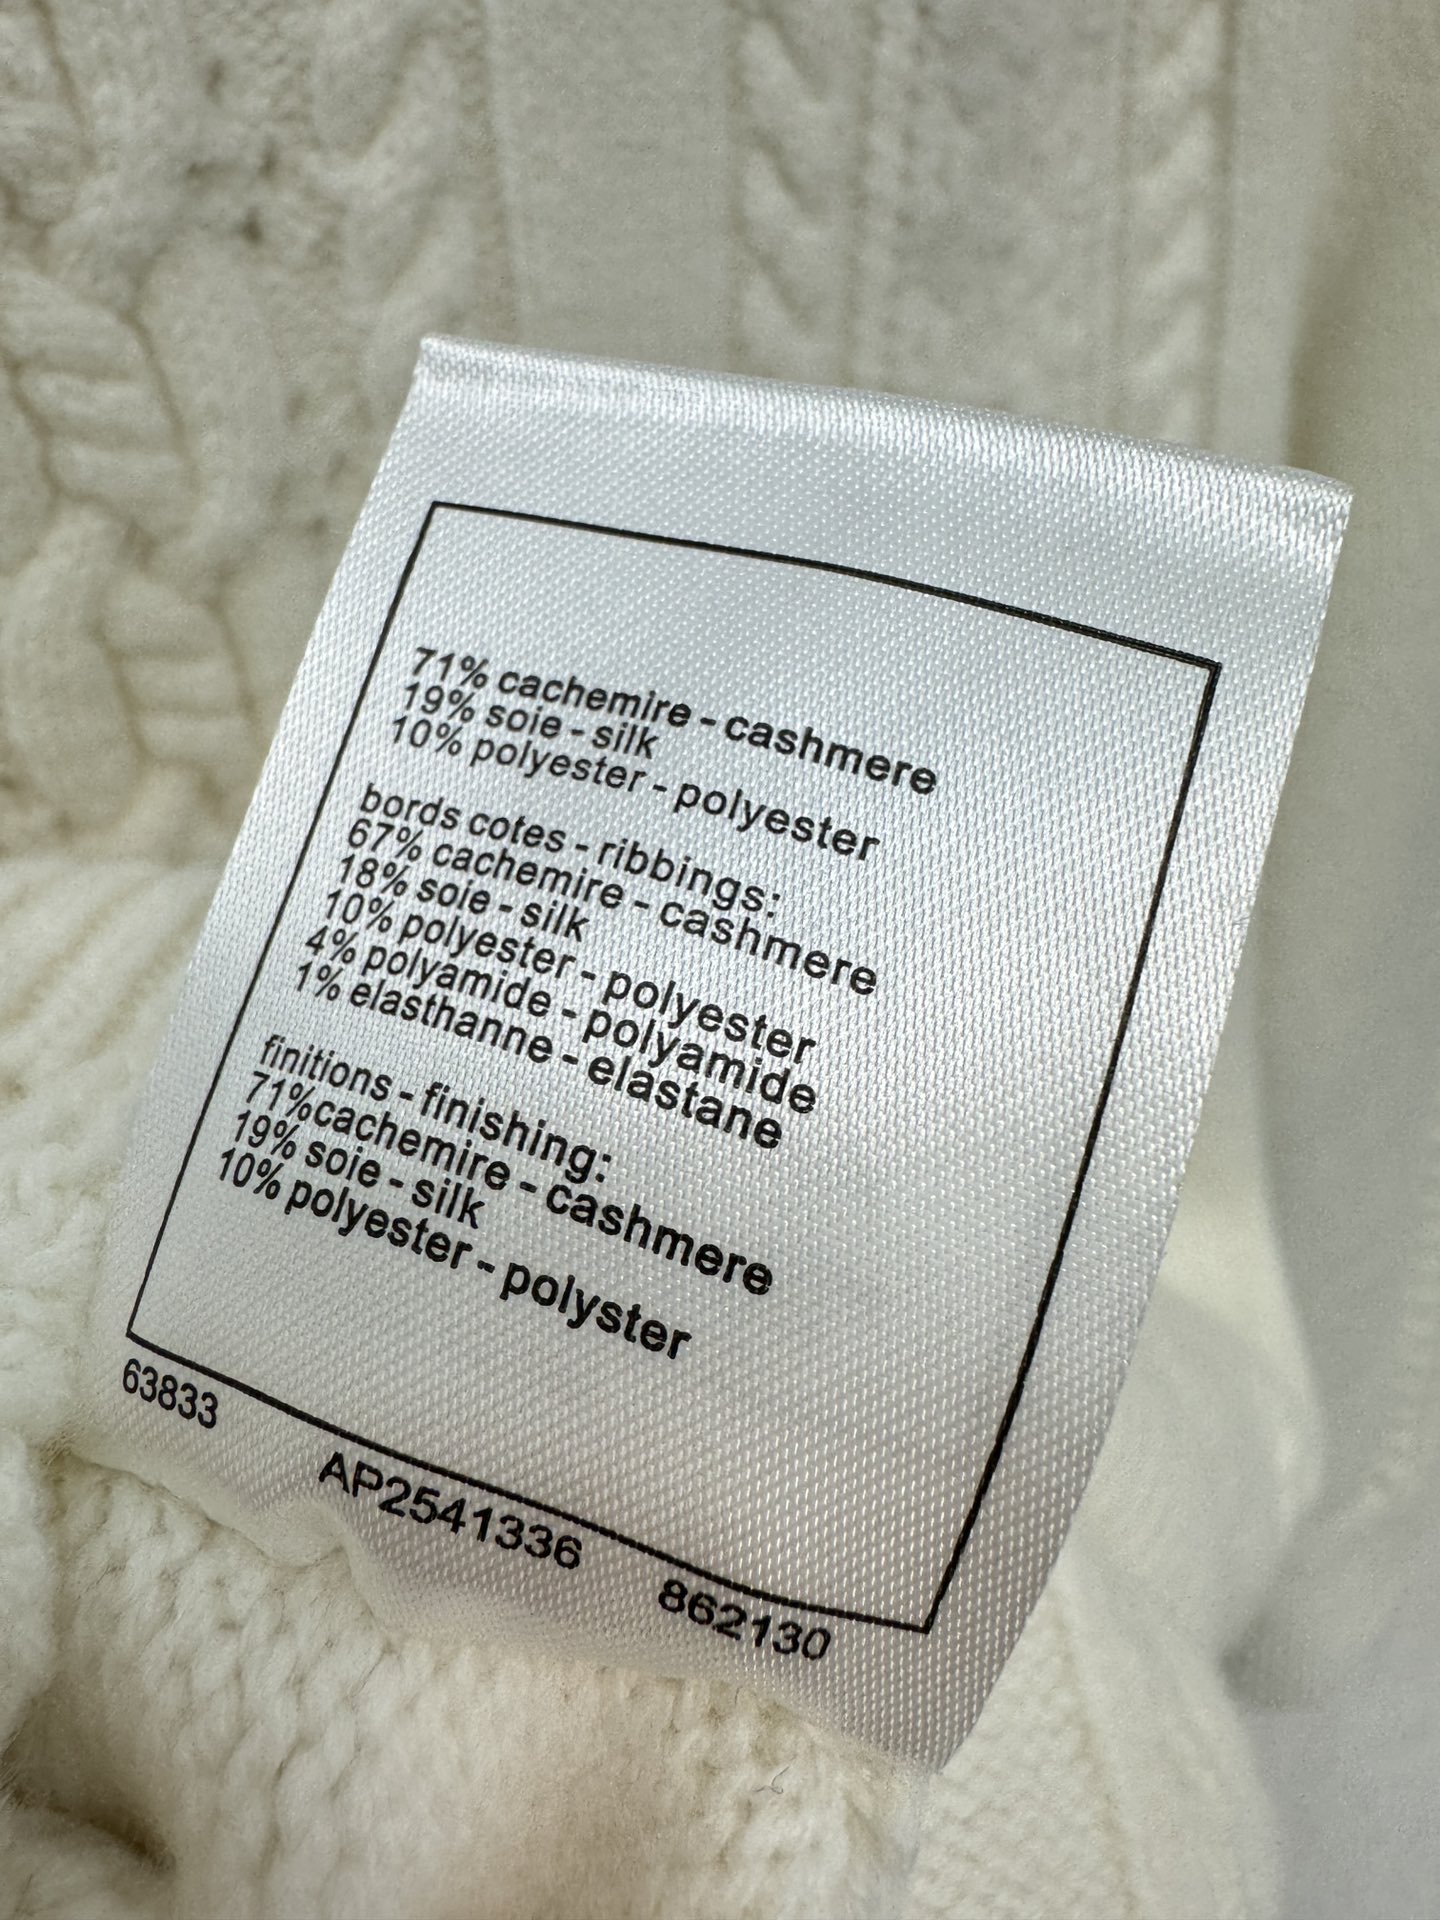 71% cachemire - cashmere
19% soie - silk
10% polyester - polyester
bords cotes - ribbings:
67% cachemire - cashmere
18% soie - silk
10% polyester - polyester
4% polyamide - polyamide
1% elasthanne - elastane
finitions - finishing:
71%cachemire - cashmere
19% soie - silk
10% polyester - polyster
63833 AP2541336 862130